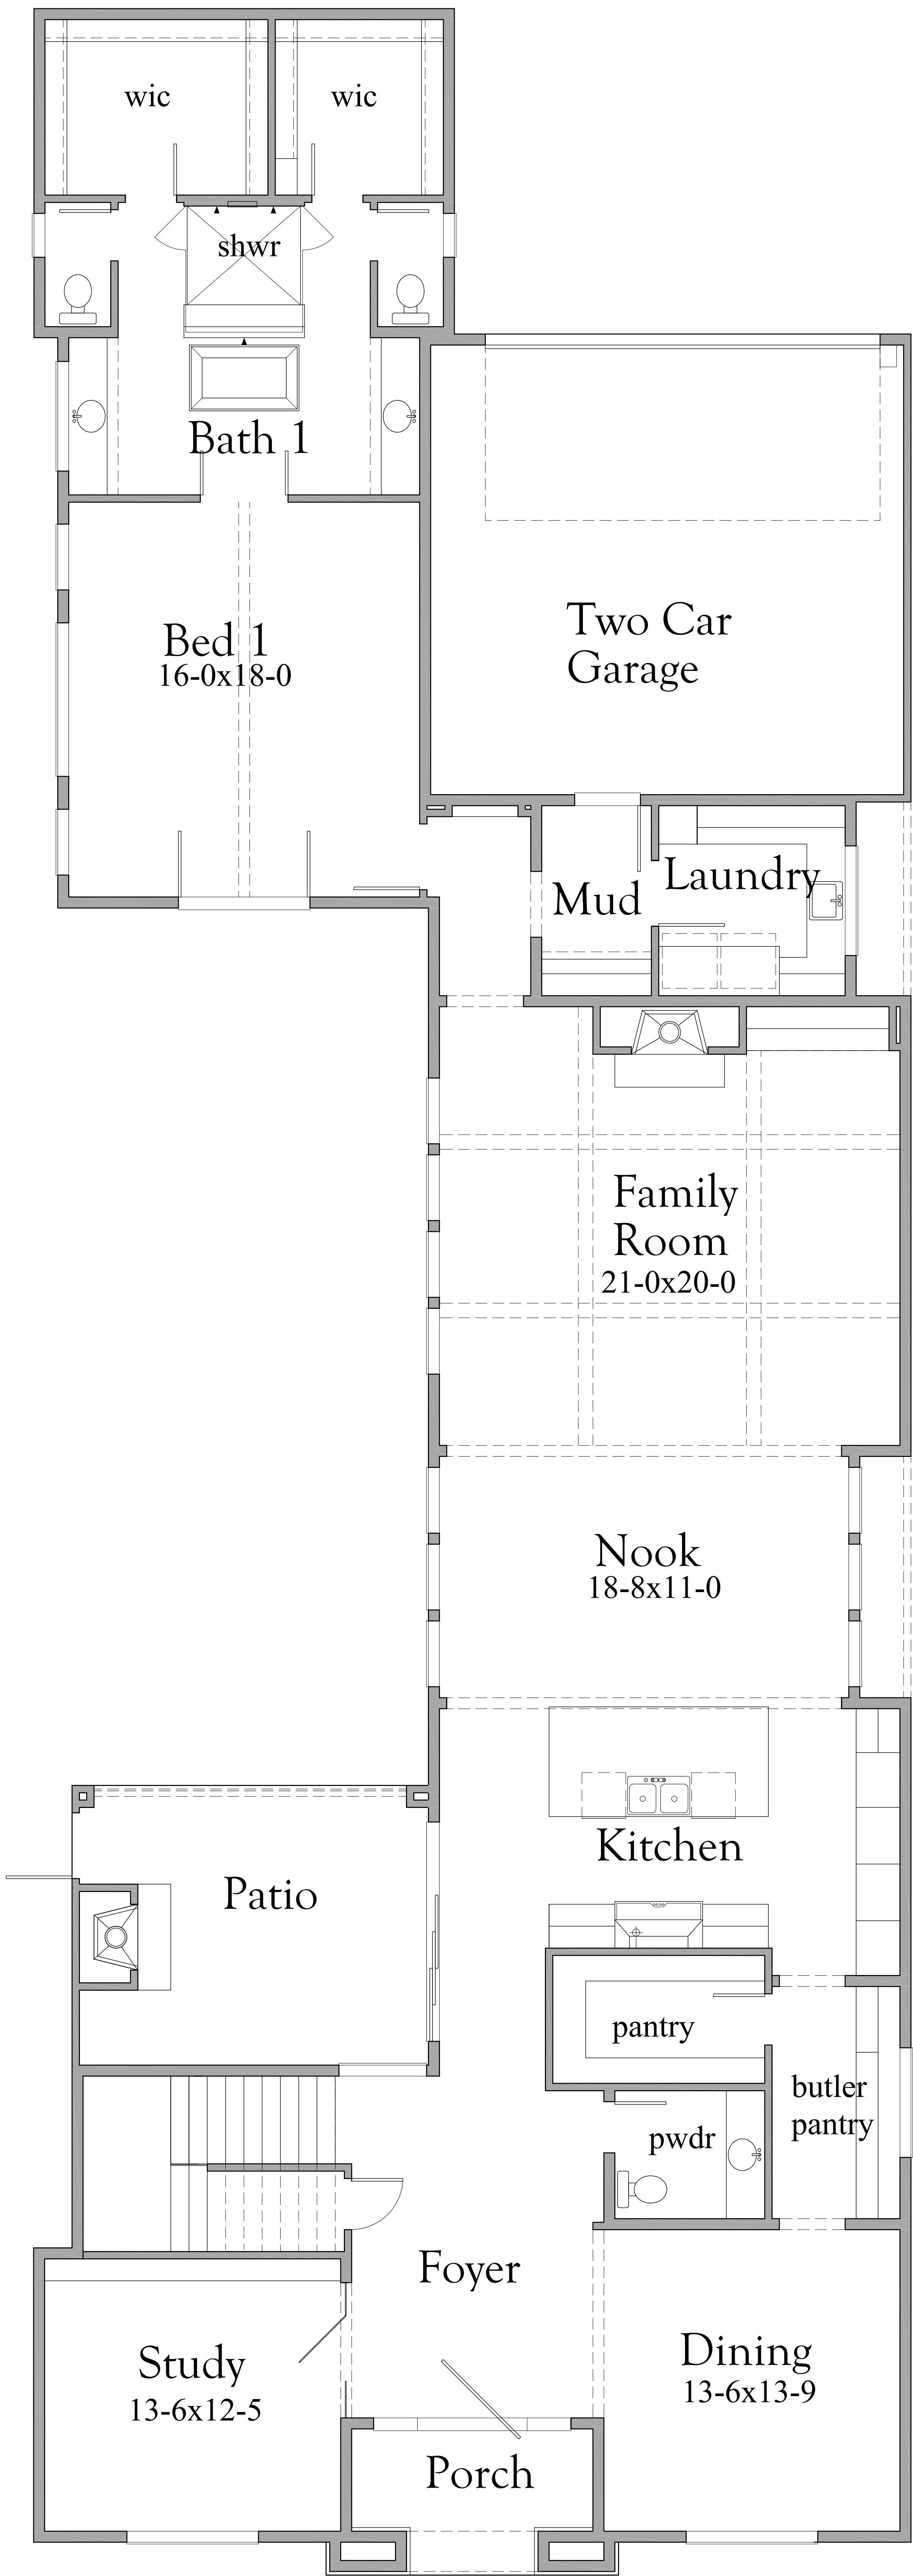 wic
wic
shwr
Bath 1
Bed 1
16-0x18-0
Two Car
Garage
Mud
Laundry
Family
Room
21-0x20-0
Nook
18-8x11-0
Kitchen
Patio
pantry
butler
pantry
pwdr
Foyer
Study
13-6x12-5
Dining
13-6x13-9
Porch